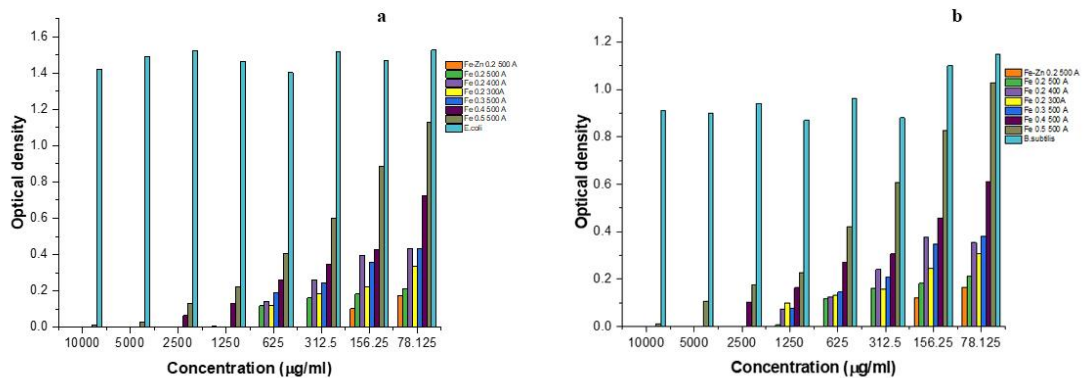 a
1.6
1.4
1.2
1.0
0.8
0.6
0.4
0.2
0.0
Optical density
Fe-Zn 0.2 500 A
Fe 0.2 500 A
Fe 0.2 400 A
Fe 0.2 300A
Fe 0.3 500 A
Fe 0.4 500 A
Fe 0.5 500 A
E.coli
10000 5000 2500 1250 625 312.5 156.25 78.125
Concentration (μg/ml)
b
1.2
1.0
0.8
0.6
0.4
0.2
0.0
Optical density
Fe-Zn 0.2 500 A
Fe 0.2 500 A
Fe 0.2 400 A
Fe 0.2 300A
Fe 0.3 500 A
Fe 0.4 500 A
Fe 0.5 500 A
B.subtilis
10000 5000 2500 1250 625 312.5 156.25 78.125
Concentration (μg/ml)